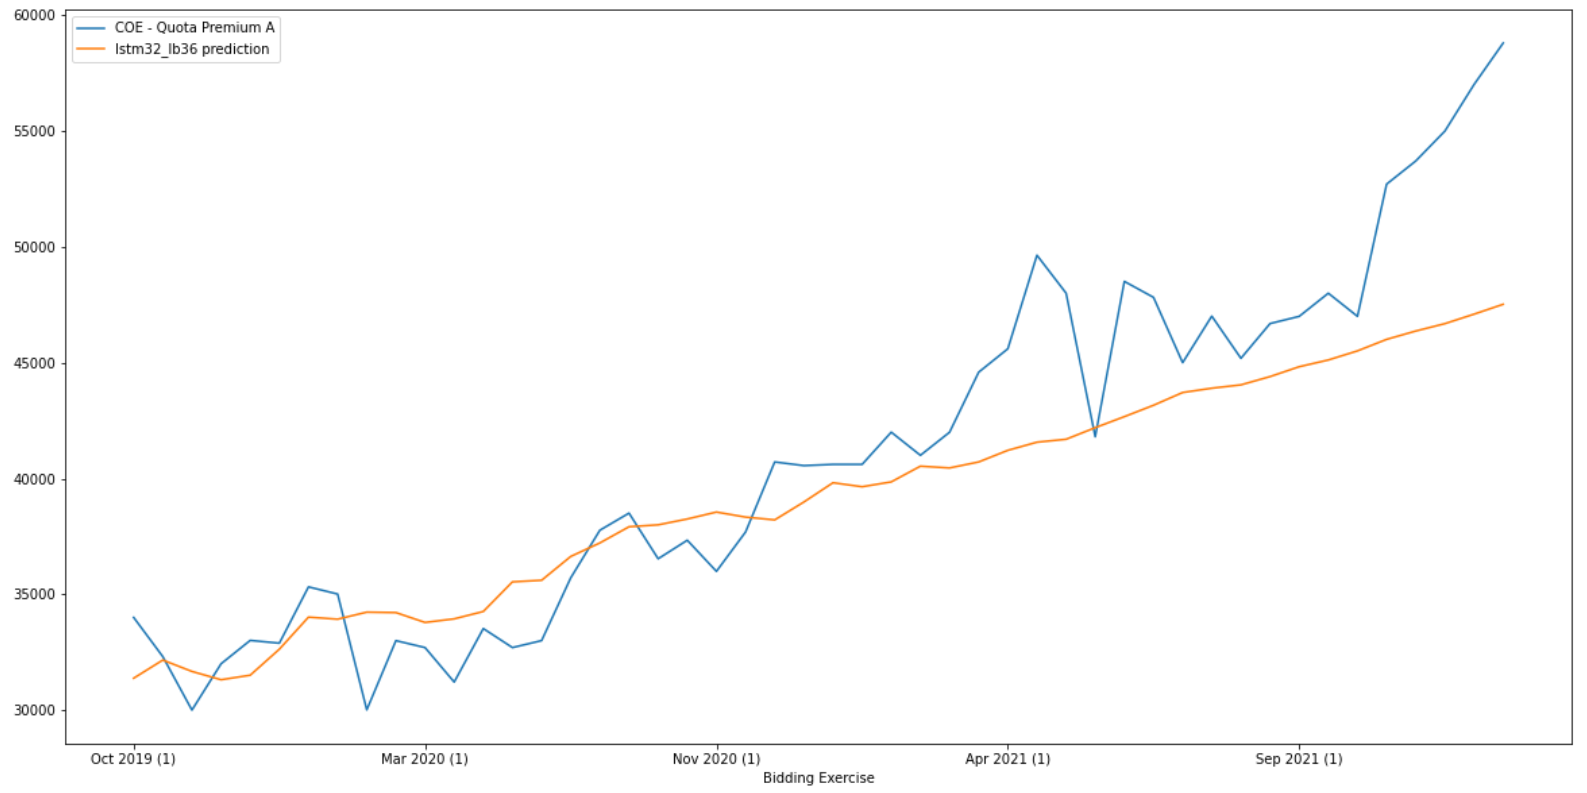 COE - Quota Premium A
lstm32_lb36 prediction
60000
55000
50000
45000
40000
35000
30000
Oct 2019 (1)
Mar 2020 (1)
Nov 2020 (1)
Apr 2021 (1)
Sep 2021 (1)
Bidding Exercise